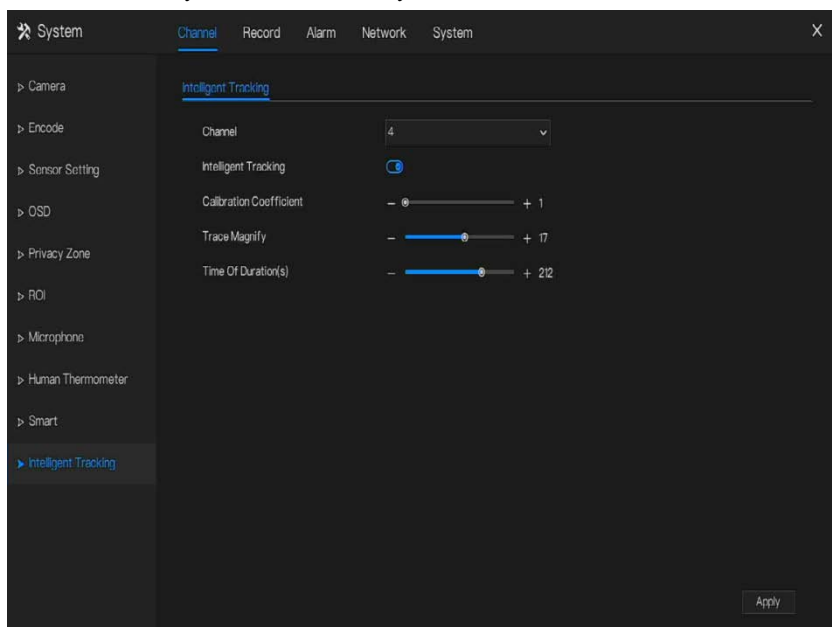 System Channel Record Alarm Network System X
Camera
Intelligent Tracking
Encode
Channel 4
Sensor Setting
Intelligent Tracking
OSD
Calibration Coefficient − + 1
Trace Magnify − + 17
Privacy Zone
Time Of Duration(s) − + 212
ROI
Microphone
Human Thermometer
Smart
Intelligent Tracking
Apply